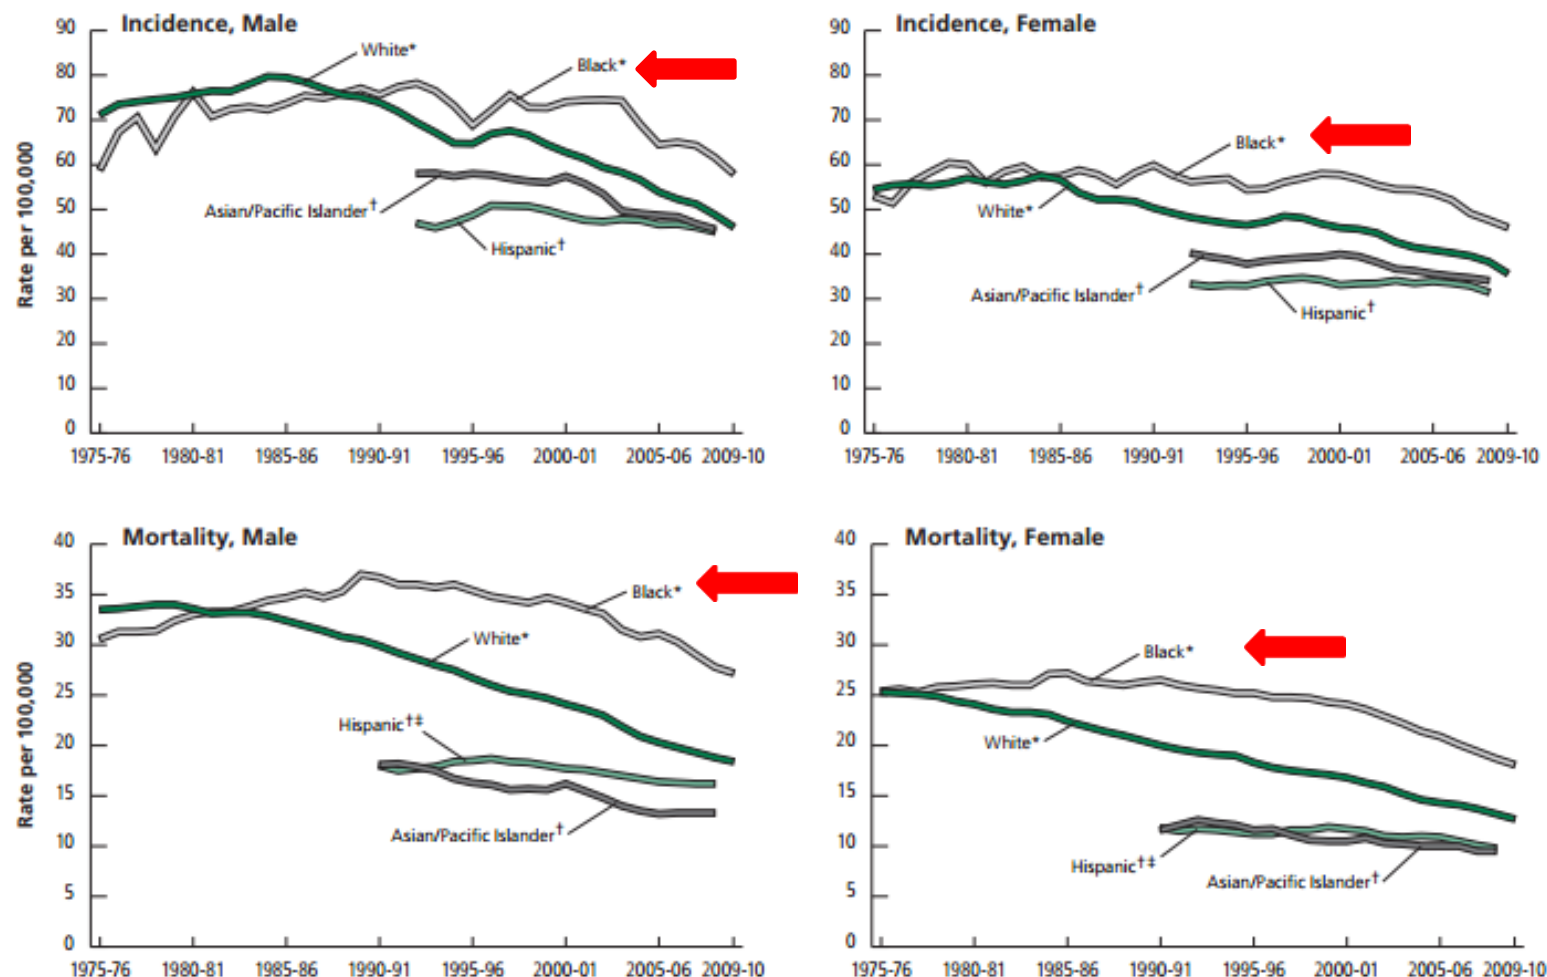 Incidence, Male
90
80
70
60
50
40
30
20
10
0
Rate per 100,000
White*
Black*
Asian/Pacific Islander†
Hispanic†
1975-76 1980-81 1985-86 1990-91 1995-96 2000-01 2005-06 2009-10
Incidence, Female
90
80
70
60
50
40
30
20
10
0
Black*
White*
Asian/Pacific Islander†
Hispanic†
1975-76 1980-81 1985-86 1990-91 1995-96 2000-01 2005-06 2009-10
Mortality, Male
40
35
30
25
20
15
10
5
0
Rate per 100,000
Black*
White*
Hispanic†‡
Asian/Pacific Islander†
1975-76 1980-81 1985-86 1990-91 1995-96 2000-01 2005-06 2009-10
Mortality, Female
40
35
30
25
20
15
10
5
0
Black*
White*
Hispanic†‡
Asian/Pacific Islander†
1975-76 1980-81 1985-86 1990-91 1995-96 2000-01 2005-06 2009-10